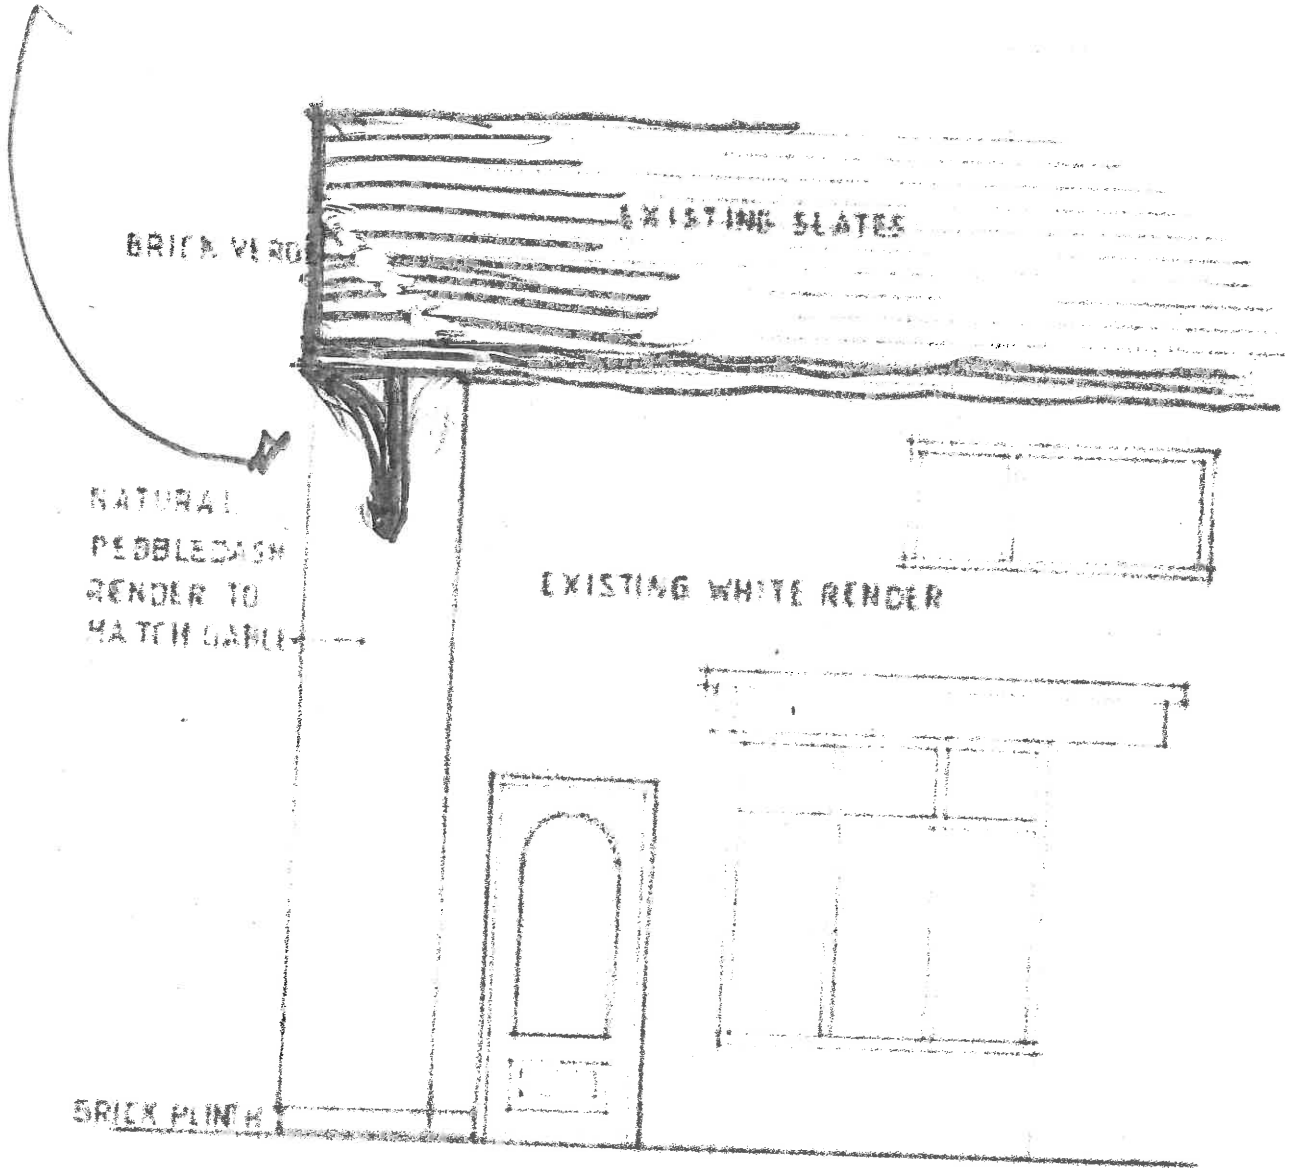 EXISTING SLATES
BRICK VERGE
NATURAL
PEBBLEDASH
RENDER TO
MATCH GABLE
EXISTING WHITE RENDER
BRICK PLINTH